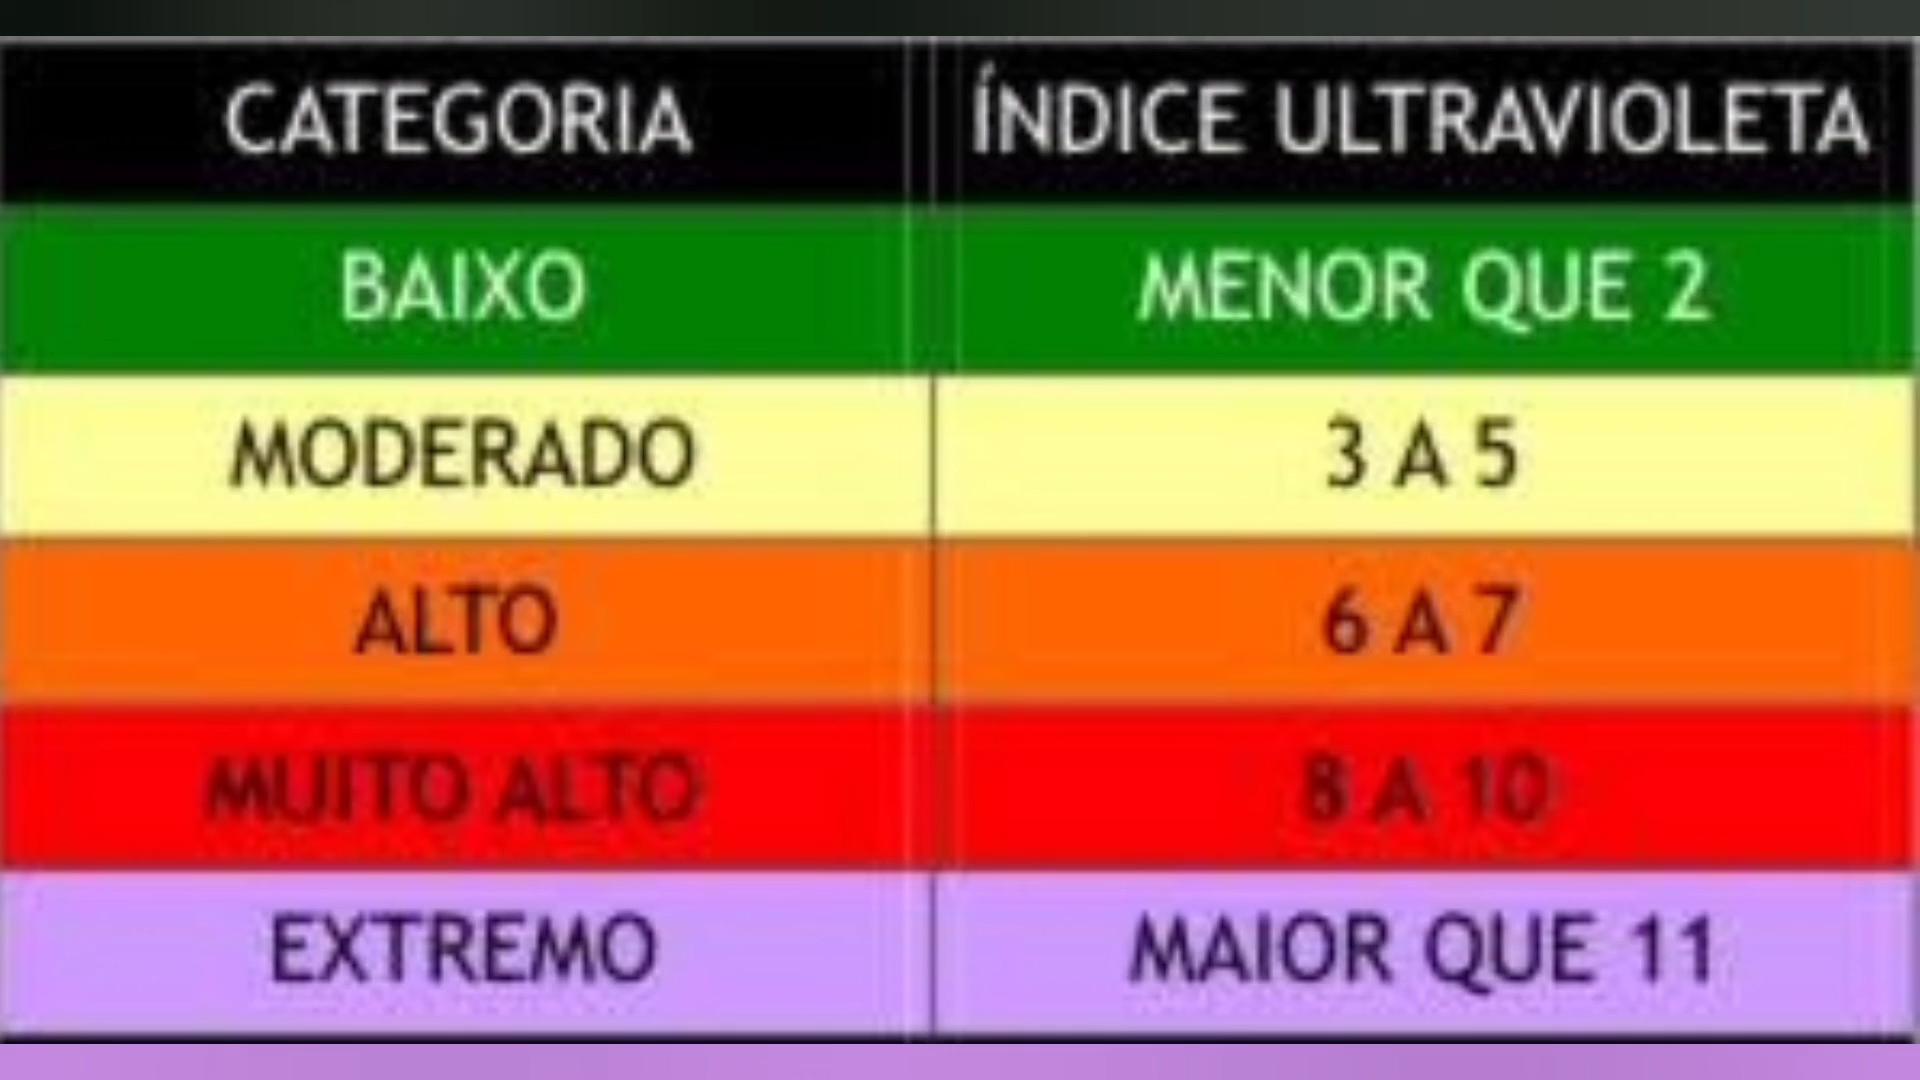 CATEGORIA ÍNDICE ULTRAVIOLETA
BAIXO MENOR QUE 2
MODERADO 3 A 5
ALTO 6 A 7
MUITO ALTO 8 A 10
EXTREMO MAIOR QUE 11